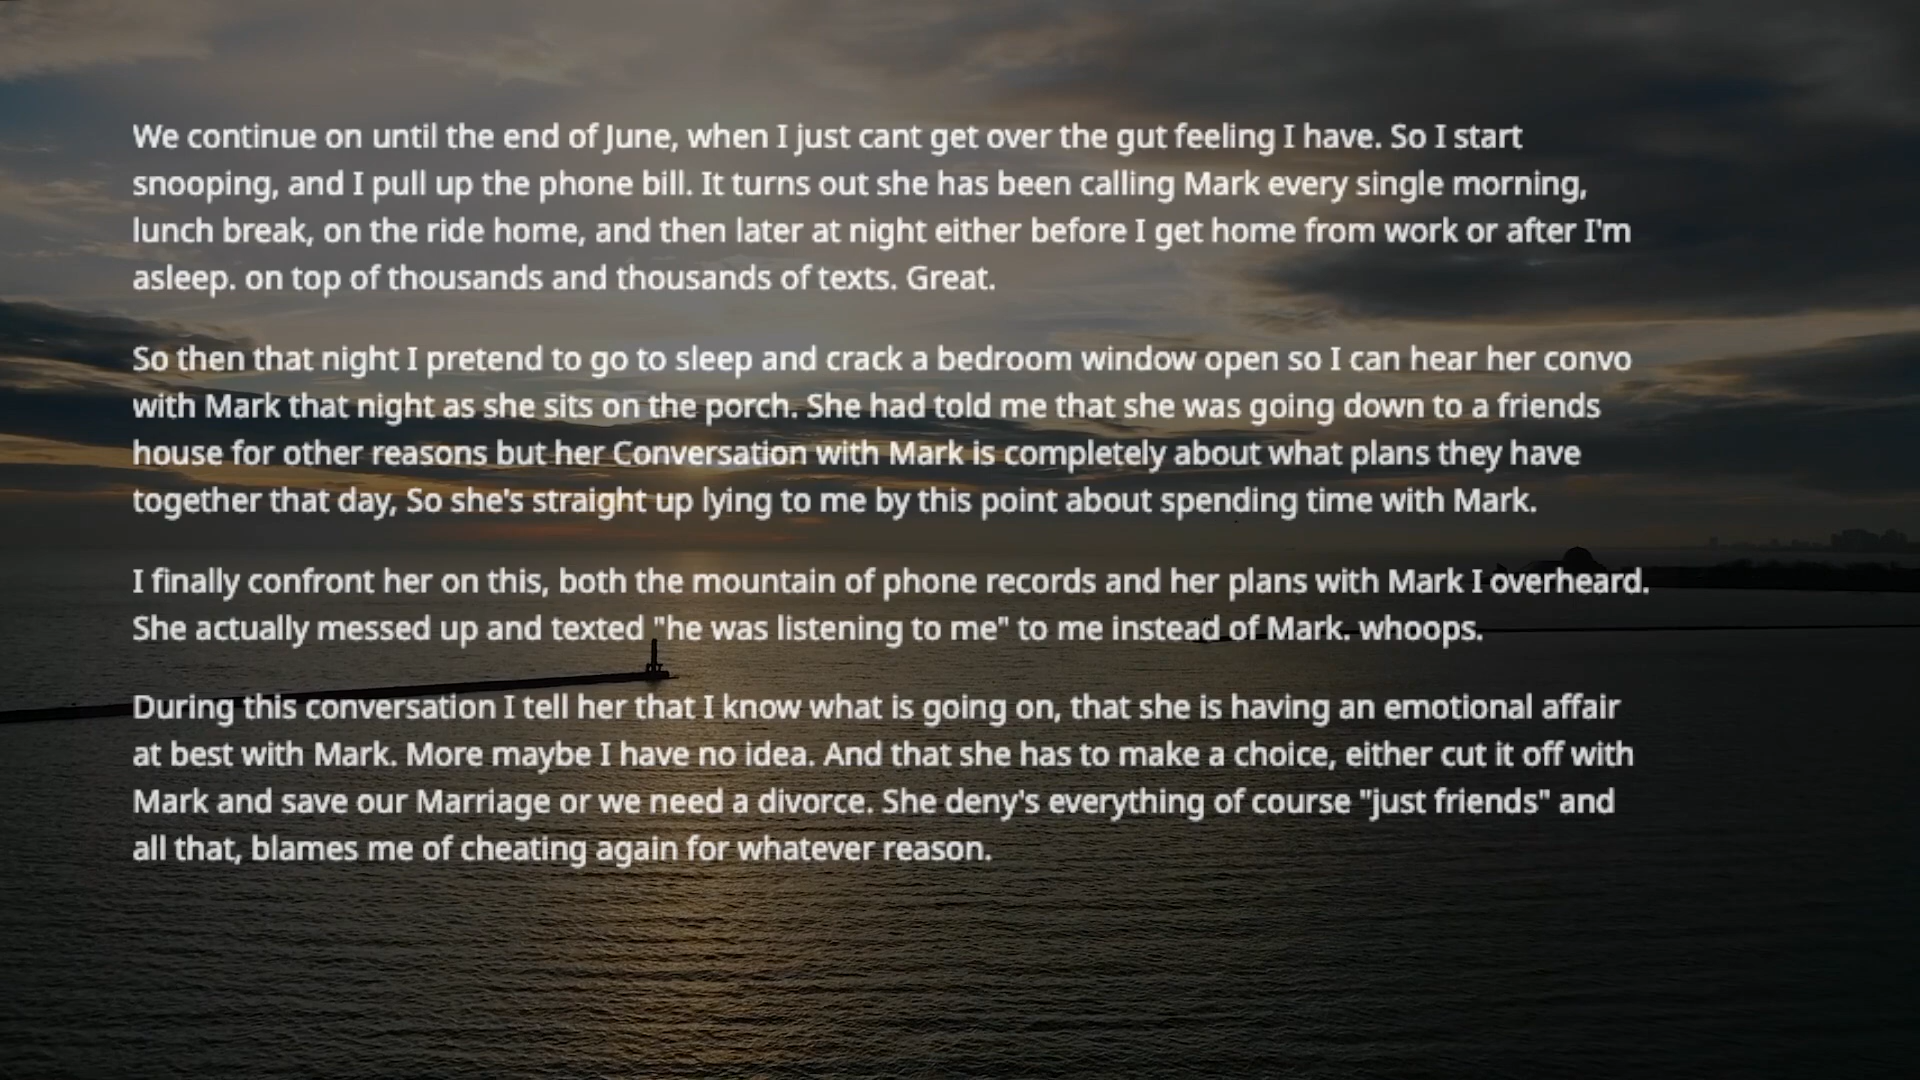 We continue on until the end of June, when I just cant get over the gut feeling I have. So I start
snooping, and I pull up the phone bill. It turns out she has been calling Mark every single morning,
lunch break, on the ride home, and then later at night either before I get home from work or after I'm
asleep. on top of thousands and thousands of texts. Great.
So then that night I pretend to go to sleep and crack a bedroom window open so I can hear her convo
with Mark that night as she sits on the porch. She had told me that she was going down to a friends
house for other reasons but her Conversation with Mark is completely about what plans they have
together that day, So she's straight up lying to me by this point about spending time with Mark.
I finally confront her on this, both the mountain of phone records and her plans with Mark I overheard.
She actually messed up and texted "he was listening to me" to me instead of Mark. whoops.
During this conversation I tell her that I know what is going on, that she is having an emotional affair
at best with Mark. More maybe I have no idea. And that she has to make a choice, either cut it off with
Mark and save our Marriage or we need a divorce. She deny's everything of course "just friends" and
all that, blames me of cheating again for whatever reason.